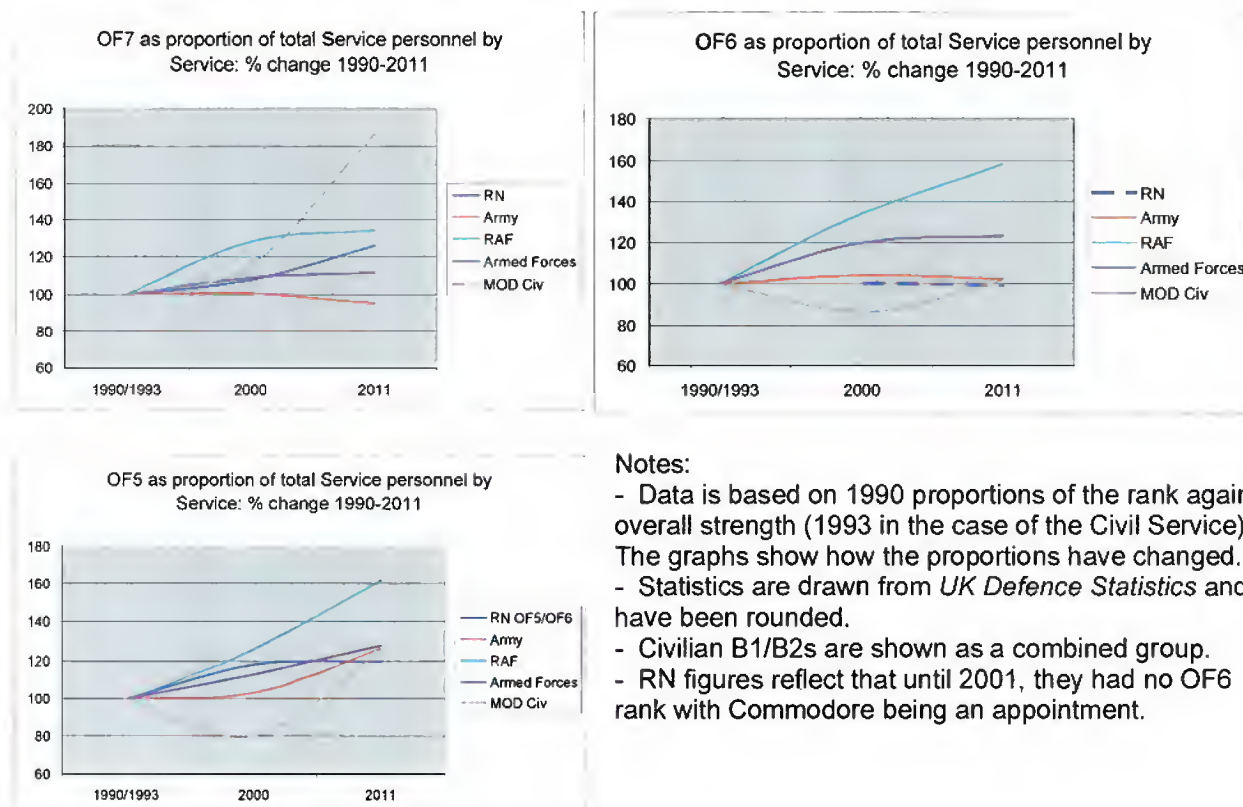 OF7 as proportion of total Service personnel by
Service: % change 1990-2011
200
180
160
140
120
100
80
60
1990/1993 2000 2011
RN
Army
RAF
Armed Forces
MOD Civ
OF6 as proportion of total Service personnel by
Service: % change 1990-2011
180
160
140
120
100
80
60
1990/1993 2000 2011
RN
Army
RAF
Armed Forces
MOD Civ
OF5 as proportion of total Service personnel by
Service: % change 1990-2011
180
160
140
120
100
80
60
1990/1993 2000 2011
RN OF5/OF6
Army
RAF
Armed Forces
MOD Civ
Notes:
- Data is based on 1990 proportions of the rank again
overall strength (1993 in the case of the Civil Service)
The graphs show how the proportions have changed.
- Statistics are drawn from UK Defence Statistics and
have been rounded.
- Civilian B1/B2s are shown as a combined group.
- RN figures reflect that until 2001, they had no OF6
rank with Commodore being an appointment.